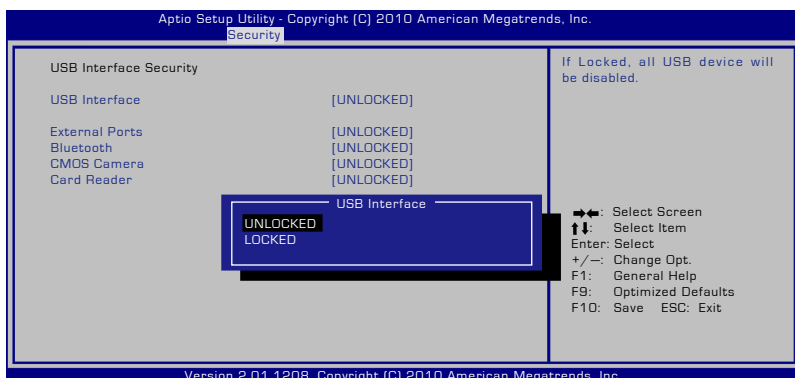 Aptio Setup Utility - Copyright (C) 2010 American Megatrends, Inc.
Security
USB Interface Security
USB Interface [UNLOCKED]
External Ports [UNLOCKED]
Bluetooth [UNLOCKED]
CMOS Camera [UNLOCKED]
Card Reader [UNLOCKED]
USB Interface
UNLOCKED
LOCKED
If Locked, all USB device will
be disabled.
→←: Select Screen
↑↓: Select Item
Enter: Select
+/—: Change Opt.
F1: General Help
F9: Optimized Defaults
F10: Save ESC: Exit
Version 2.01.1208. Copyright (C) 2010 American Megatrends, Inc.